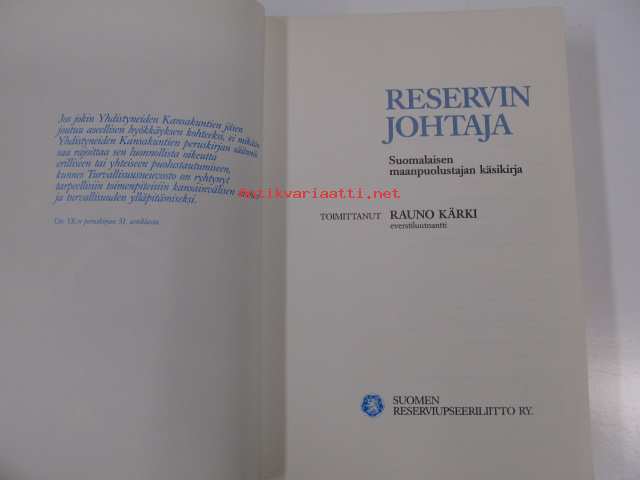 Jos jokin Yhdistyneiden Kansakuntien jäsen
joutuu aseellisen hyökkäyksen kohteeksi, ei mikään
Yhdistyneiden Kansakuntien peruskirjan säännös
saa rajoittaa sen luonnollista oikeutta
erilliseen tai yhteiseen puolustautumiseen,
kunnes Turvallisuusneuvosto on ryhtynyt
tarpeellisiin toimenpiteisiin kansainvälisen
ja turvallisuuden ylläpitämiseksi.
Ote YK:n peruskirjan 51. artiklasta
RESERVIN
JOHTAJA
Suomalaisen
maanpuolustajan käsikirja
antikvariaatti.net
TOIMITTANUT RAUNO KÄRKI
everstiluutnantti
SUOMEN
RESERVIUPSEERILIITTO RY.